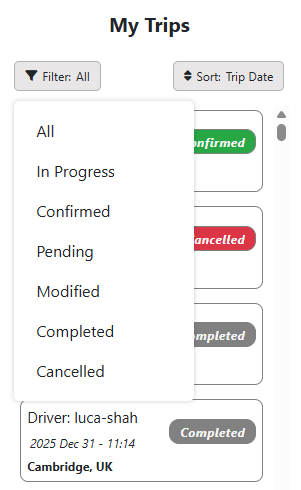 My Trips
Filter: All
Sort: Trip Date
All
In Progress
Confirmed
Pending
Modified
Completed
Cancelled
onfirmed
ancelled
ompleted
Driver: luca-shah
2025 Dec 31 - 11:14
Completed
Cambridge, UK